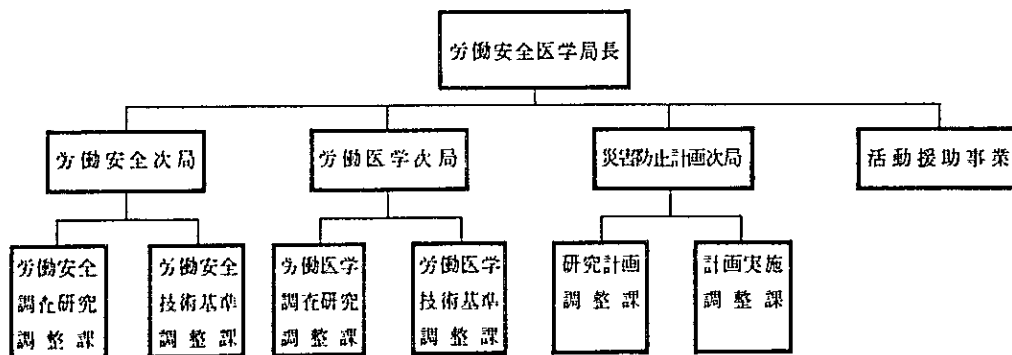 労働安全医学局長
労働安全次局
労働医学次局
災害防止計画次局
活動援助事業
労働安全
調在研究
調整課
労働安全
技術基準
調整課
労働医学
調在研究
調整課
労働医学
技術基準
調整課
研究計画
調整課
計画実施
調整課